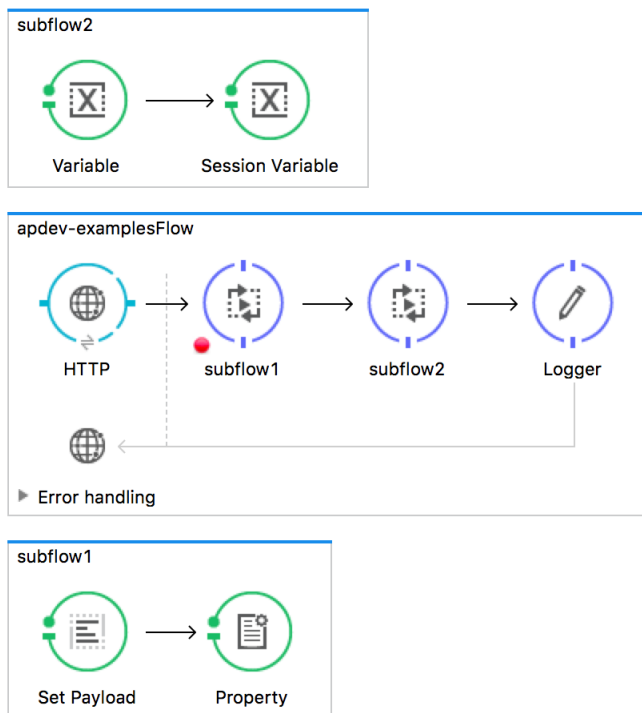 subflow2
Variable
Session Variable
apdev-examplesFlow
HTTP
subflow1
subflow2
Logger
Error handling
subflow1
Set Payload
Property